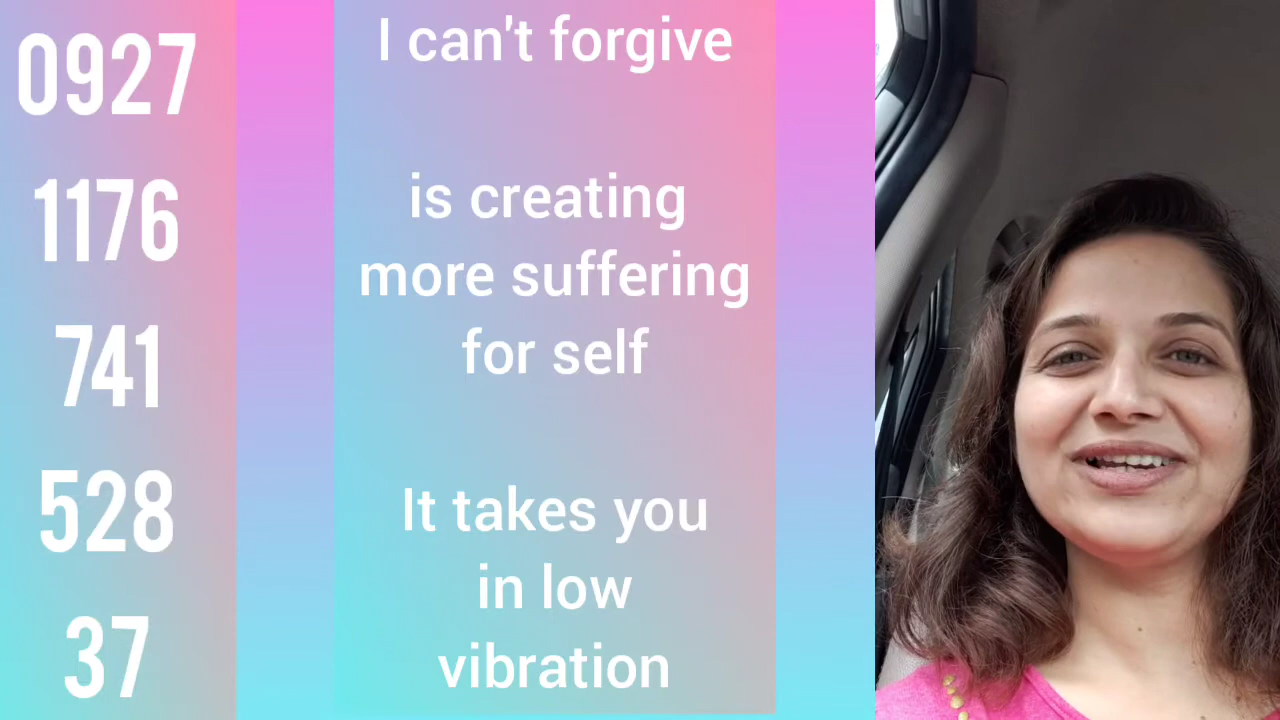 0927
1176
741
528
37
I can't forgive
is creating
more suffering
for self
It takes you
in low
vibration